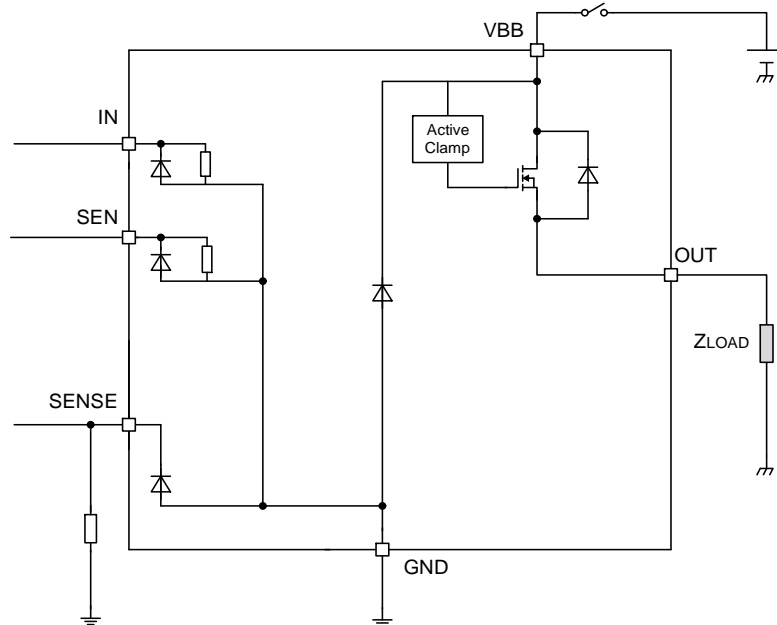 VBB
IN
Active
Clamp
SEN
OUT
ZLOAD
SENSE
GND